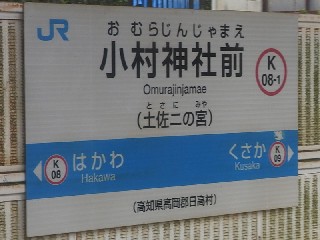 JR
おむらじんじゃまえ
小村神社前
K
08-1
Omurajinjamae
とさに みや
(土佐二の宮)
K
08
はかわ
Hakawa
くさか
Kusaka
K
09
(高知県高岡郡日高村)